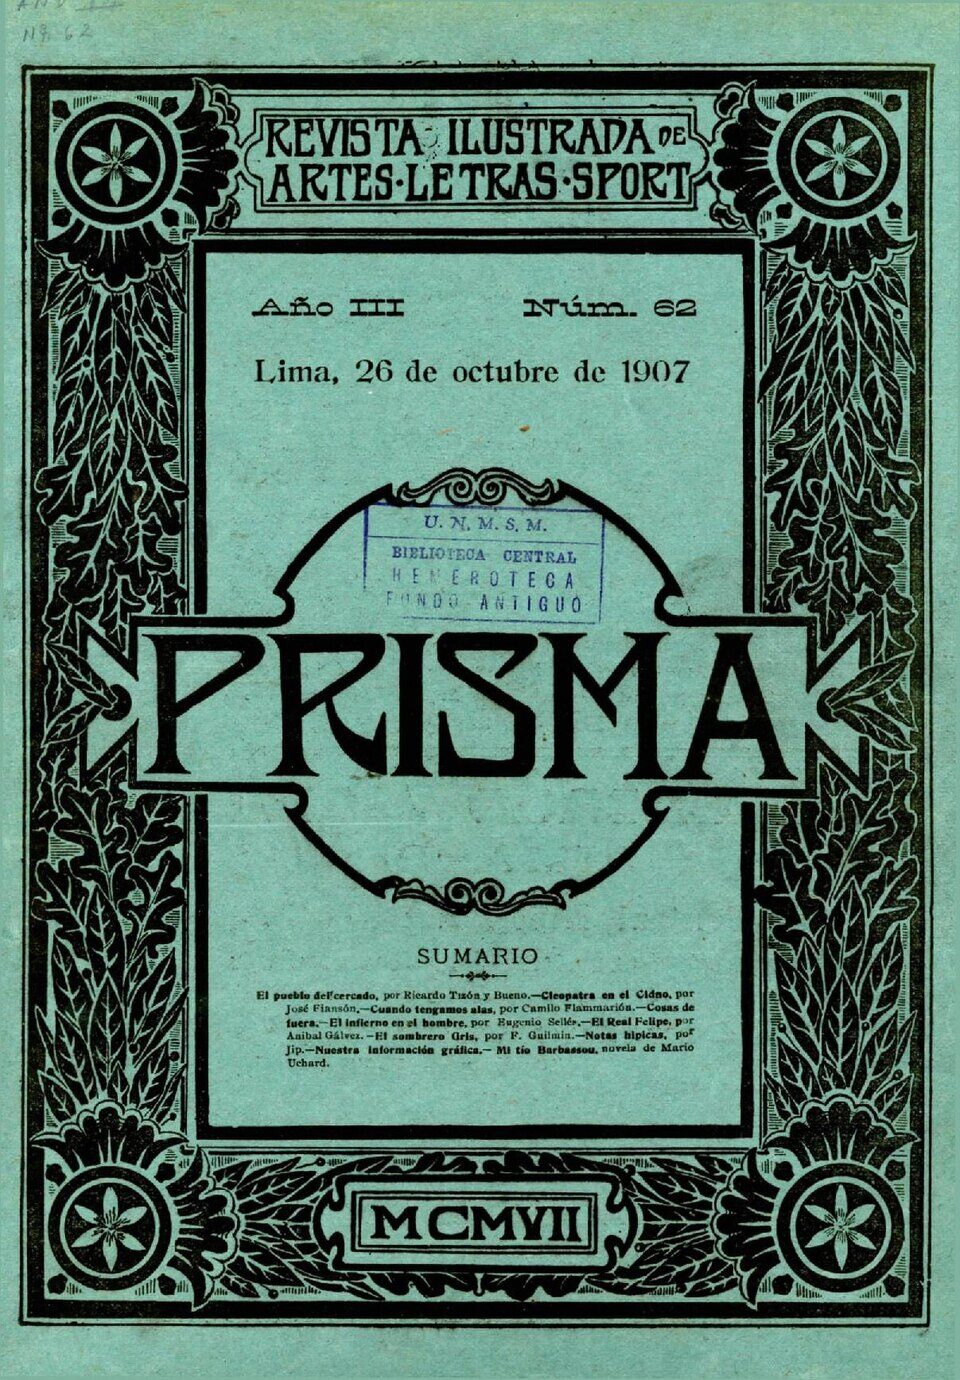 Nº 62
REVISTA ILUSTRADA DE
ARTES·LETRAS·SPORT
Año III Núm. 62
Lima, 26 de octubre de 1907
U. N. M. S. M.
BIBLIOTECA CENTRAL
HEMEROTECA
FONDO ANTIGUO
PRISMA
SUMARIO
El pueblo del cercado, por Ricardo Tizón y Bueno.—Cleopatra en el Cidno, por
José Fiansón.—Cuando tengamos alas, por Camilo Flammarión.—Cosas de
fuera.—El infierno en el hombre, por Eugenio Sellés.—El Real Felipe, por
Anibal Gálvez.—El sombrero Gris, por F. Guilmin.—Notas hípicas, por
Jip.—Nuestra información gráfica.— Mi tío Barbassou, novela de Mario
Uchard.
MCMVII